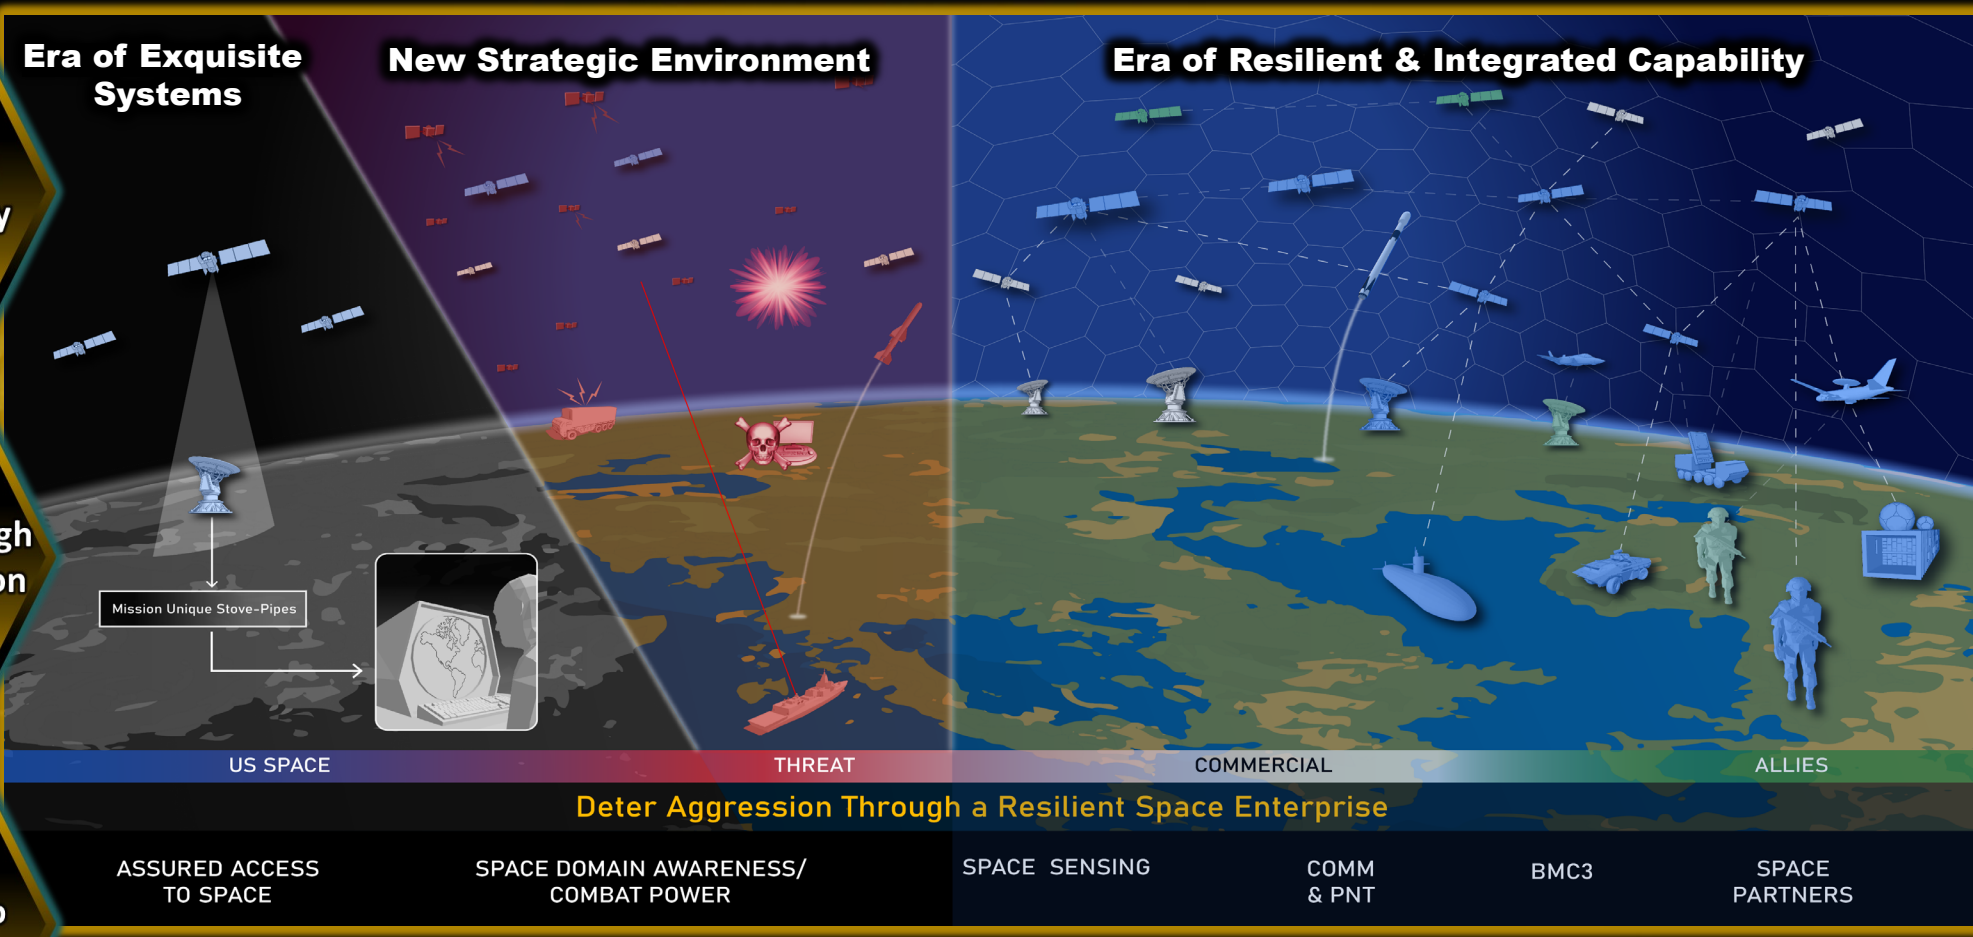 Era of Exquisite
Systems
New Strategic Environment
Era of Resilient & Integrated Capability
y
gh
on
Mission Unique Stove-Pipes
US SPACE
THREAT
COMMERCIAL
ALLIES
Deter Aggression Through a Resilient Space Enterprise
ASSURED ACCESS
TO SPACE
SPACE DOMAIN AWARENESS/
COMBAT POWER
SPACE SENSING
COMM
& PNT
BMC3
SPACE
PARTNERS